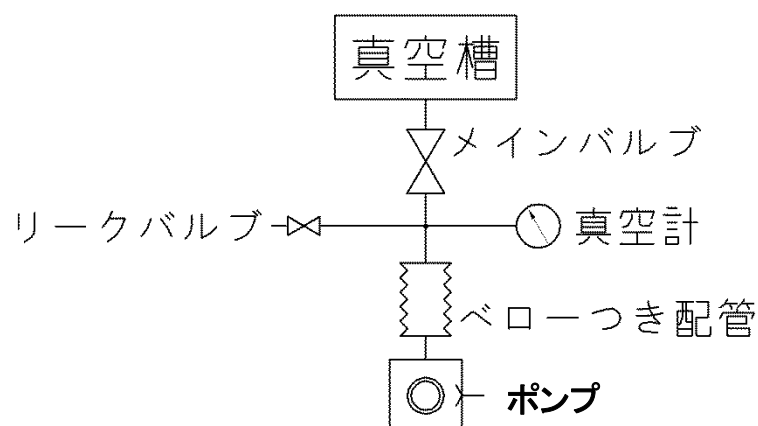 真空槽
メインバルブ
リークバルブ
真空計
ベローつき配管
ポンプ